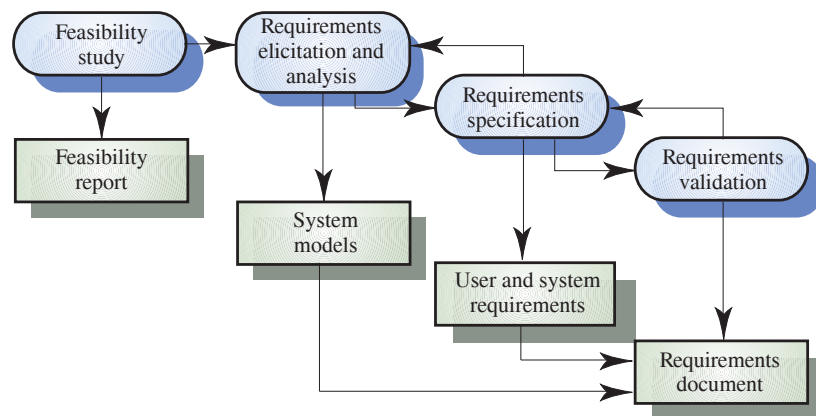 Feasibility
study
Requirements
elicitation and
analysis
Requirements
specification
Requirements
validation
Feasibility
report
System
models
User and system
requirements
Requirements
document